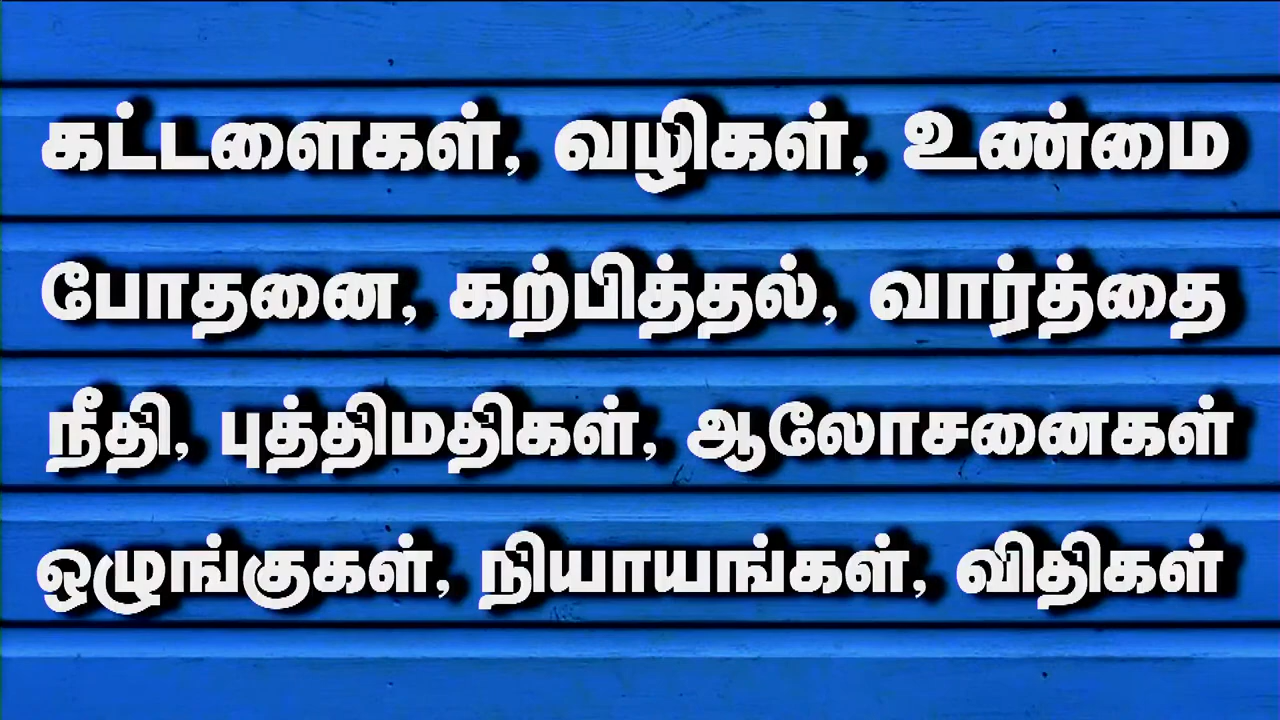 கட்டளைகள், வழிகள், உண்மை
போதனை, கற்பித்தல், வார்த்தை
நீதி, புத்திமதிகள், ஆலோசனைகள்
ஒழுங்குகள், நியாயங்கள், விதிகள்